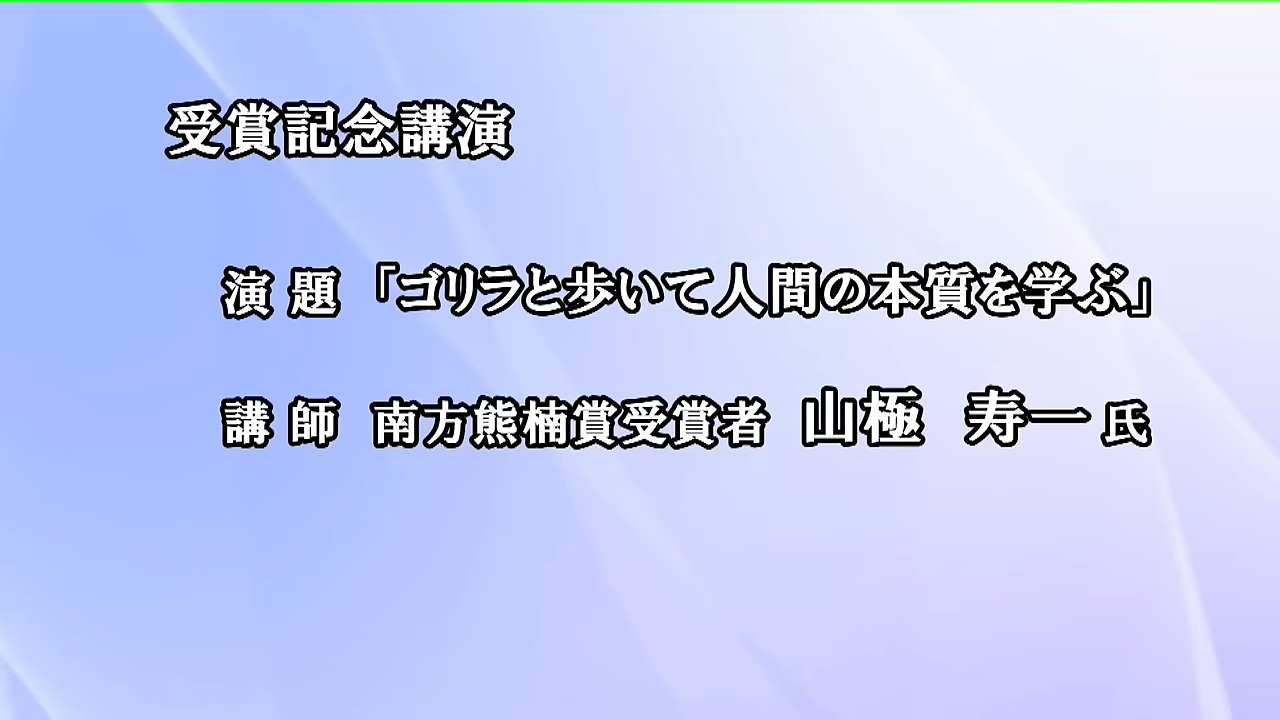 受賞記念講演
演題 「ゴリラと歩いて人間の本質を学ぶ」
講師 南方熊楠賞受賞者 山極 寿一 氏